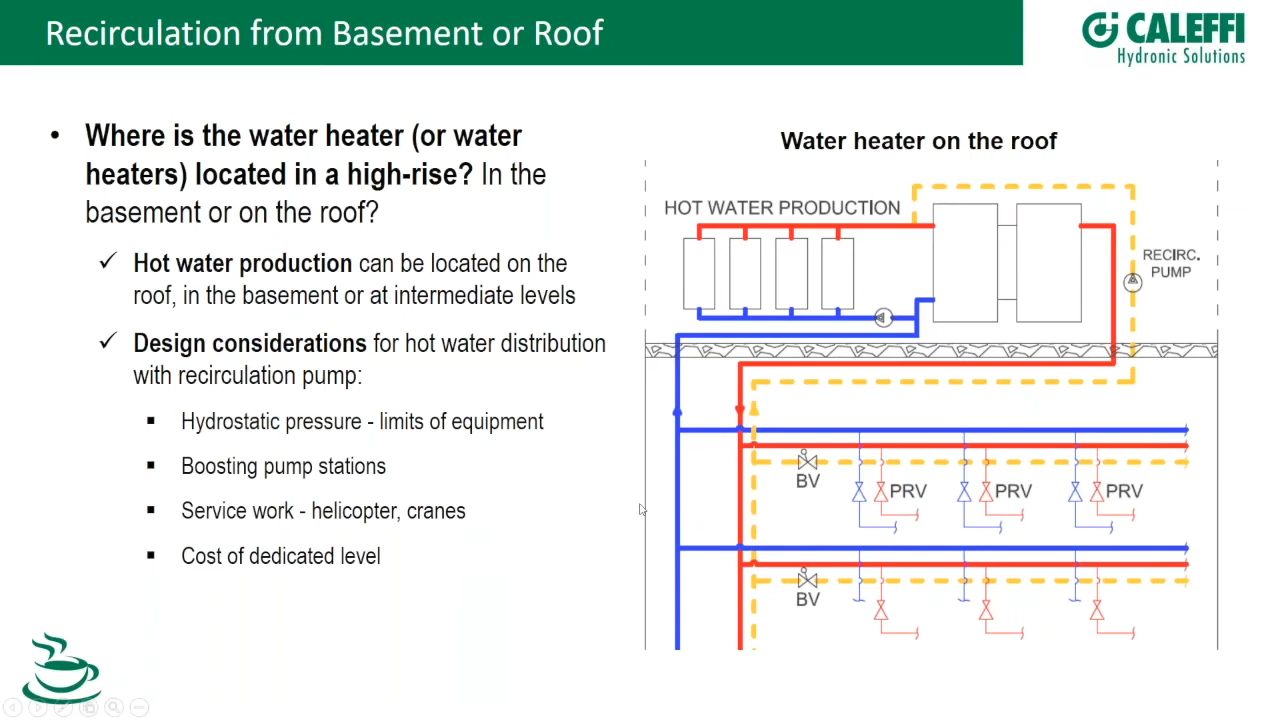 Recirculation from Basement or Roof
CALEFFI
Hydronic Solutions
• Where is the water heater (or water
heaters) located in a high-rise? In the
basement or on the roof?
✓ Hot water production can be located on the
roof, in the basement or at intermediate levels
✓ Design considerations for hot water distribution
with recirculation pump:
▪ Hydrostatic pressure - limits of equipment
▪ Boosting pump stations
▪ Service work - helicopter, cranes
▪ Cost of dedicated level
Water heater on the roof
HOT WATER PRODUCTION
RECIRC.
PUMP
BV
PRV
PRV
PRV
BV